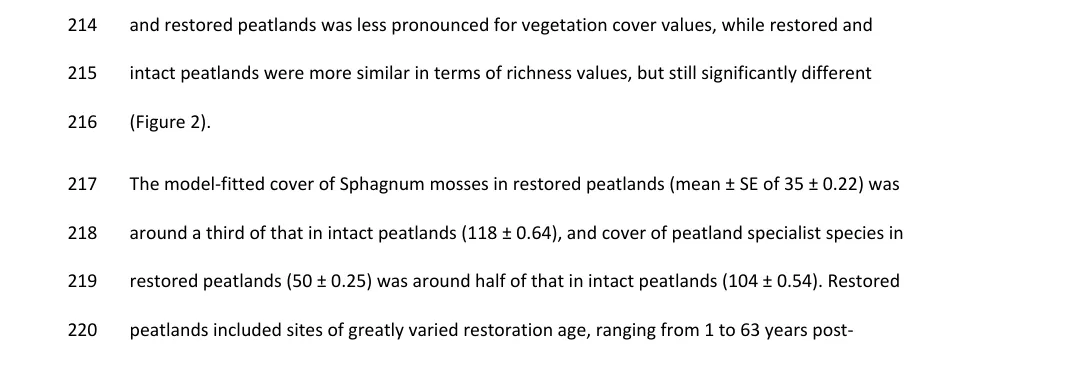 214 and restored peatlands was less pronounced for vegetation cover values, while restored and
215 intact peatlands were more similar in terms of richness values, but still significantly different
216 (Figure 2).
217 The model-fitted cover of Sphagnum mosses in restored peatlands (mean ± SE of 35 ± 0.22) was
218 around a third of that in intact peatlands (118 ± 0.64), and cover of peatland specialist species in
219 restored peatlands (50 ± 0.25) was around half of that in intact peatlands (104 ± 0.54). Restored
220 peatlands included sites of greatly varied restoration age, ranging from 1 to 63 years post-